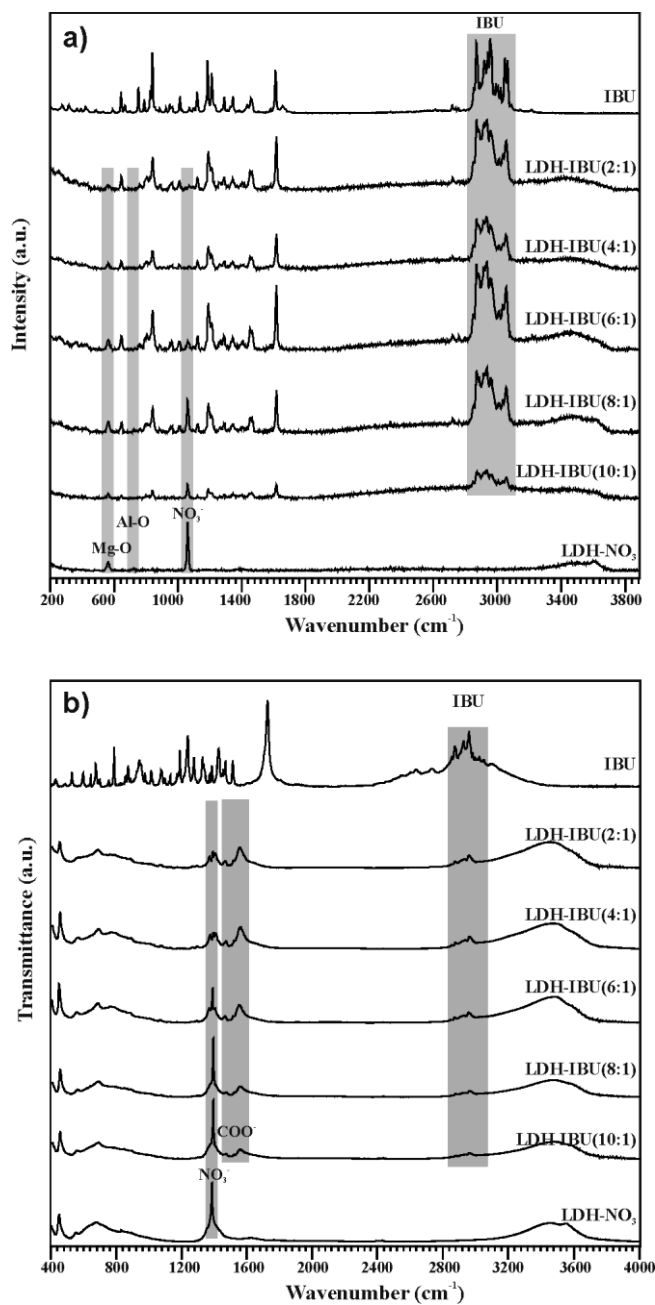 a)
IBU
IBU
LDH-IBU(2:1)
LDH-IBU(4:1)
LDH-IBU(6:1)
LDH-IBU(8:1)
LDH-IBU(10:1)
NO₃⁻
Al-O
Mg-O
LDH-NO₃
Intensity (a.u.)
200 600 1000 1400 1800 2200 2600 3000 3400 3800
Wavenumber (cm⁻¹)
b)
IBU
IBU
LDH-IBU(2:1)
LDH-IBU(4:1)
LDH-IBU(6:1)
LDH-IBU(8:1)
COO⁻
LDH-IBU(10:1)
NO₃⁻
LDH-NO₃
Transmittance (a.u.)
400 800 1200 1600 2000 2400 2800 3200 3600 4000
Wavenumber (cm⁻¹)